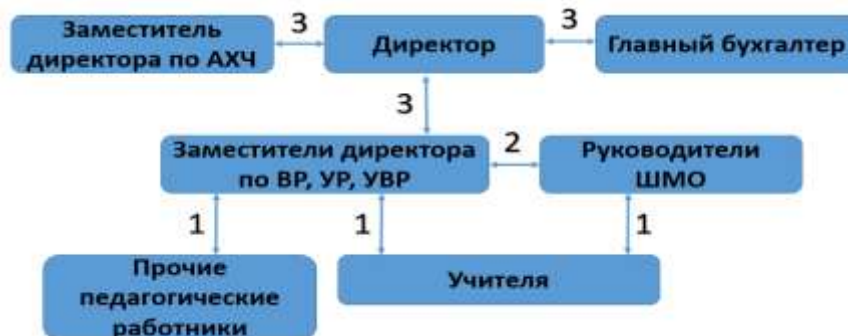 Заместитель
директора по АХЧ
3
Директор
3
Главный бухгалтер
3
Заместители директора
по ВР, УР, УВР
2
Руководители
ШМО
1
1
1
Прочие
педагогические
работники
Учителя